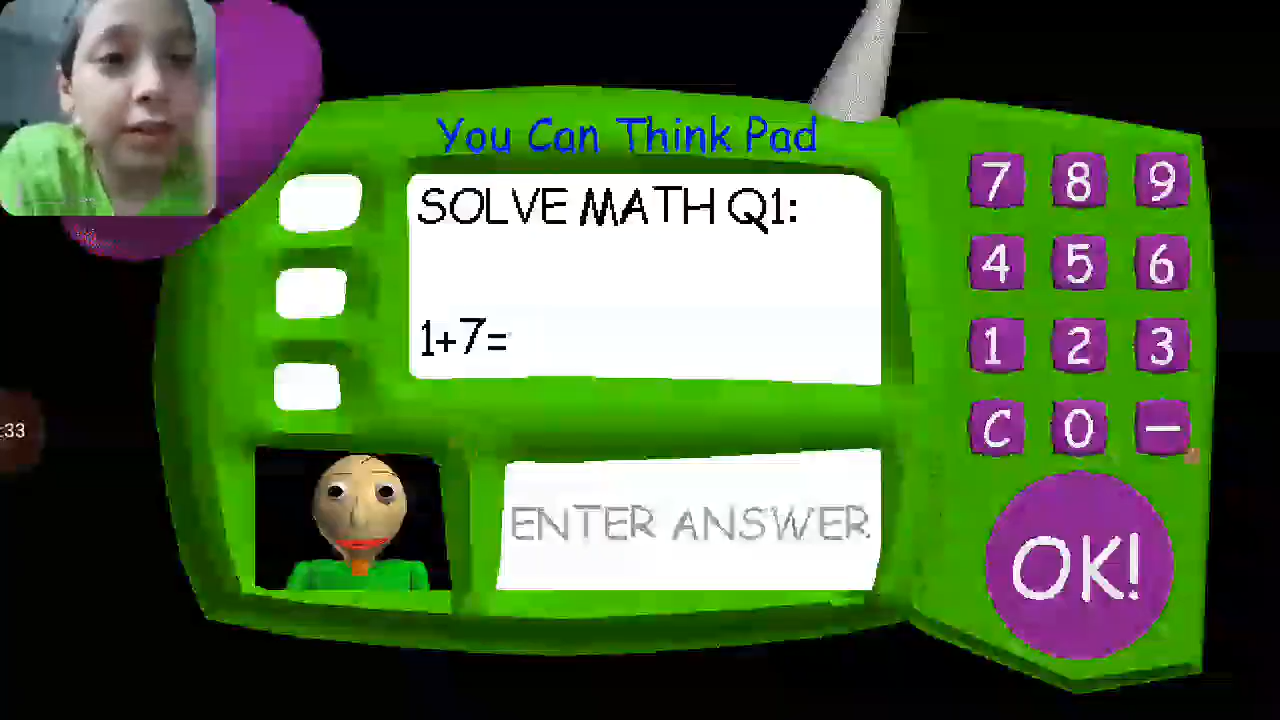 You Can Think Pad
SOLVE MATH Q1:
1+7=
ENTER ANSWER
7 8 9
4 5 6
1 2 3
C 0 —
OK!
:33